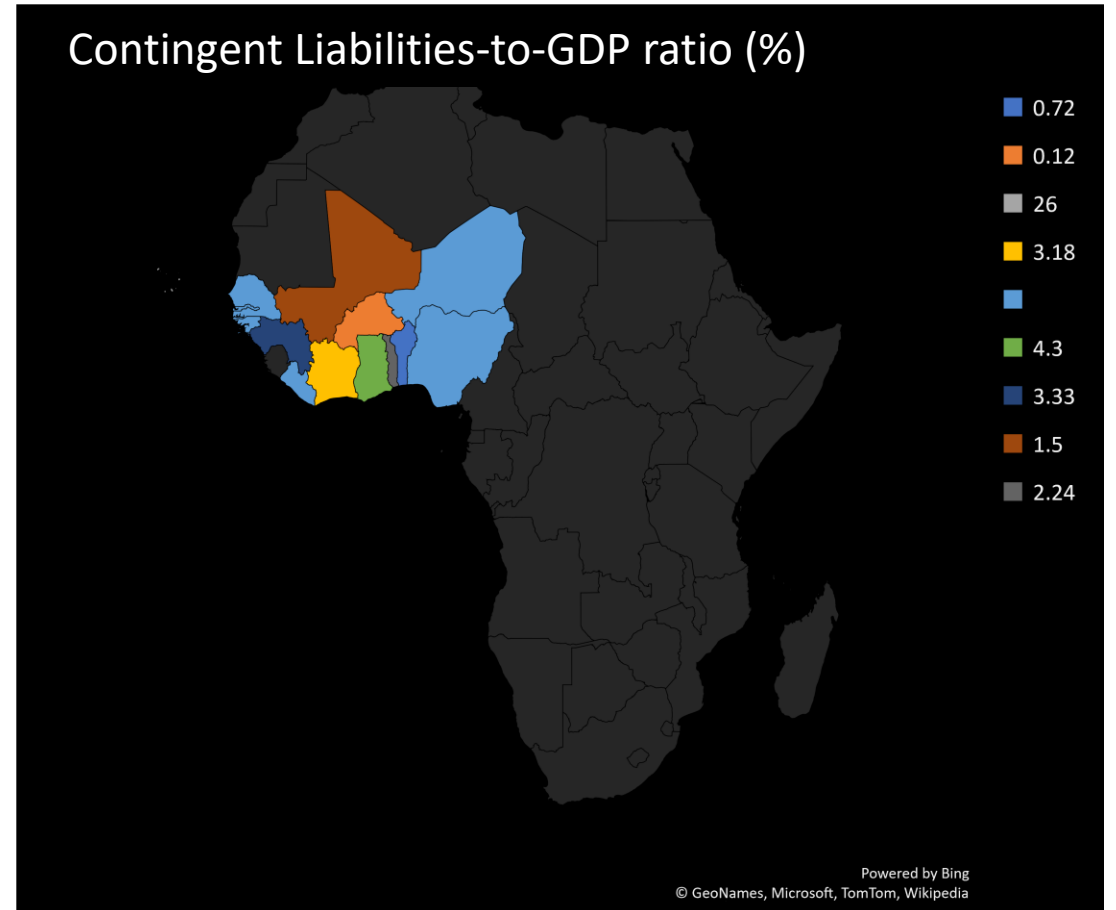 Contingent Liabilities-to-GDP ratio (%)
0.72
0.12
26
3.18
4.3
3.33
1.5
2.24
Powered by Bing
© GeoNames, Microsoft, TomTom, Wikipedia